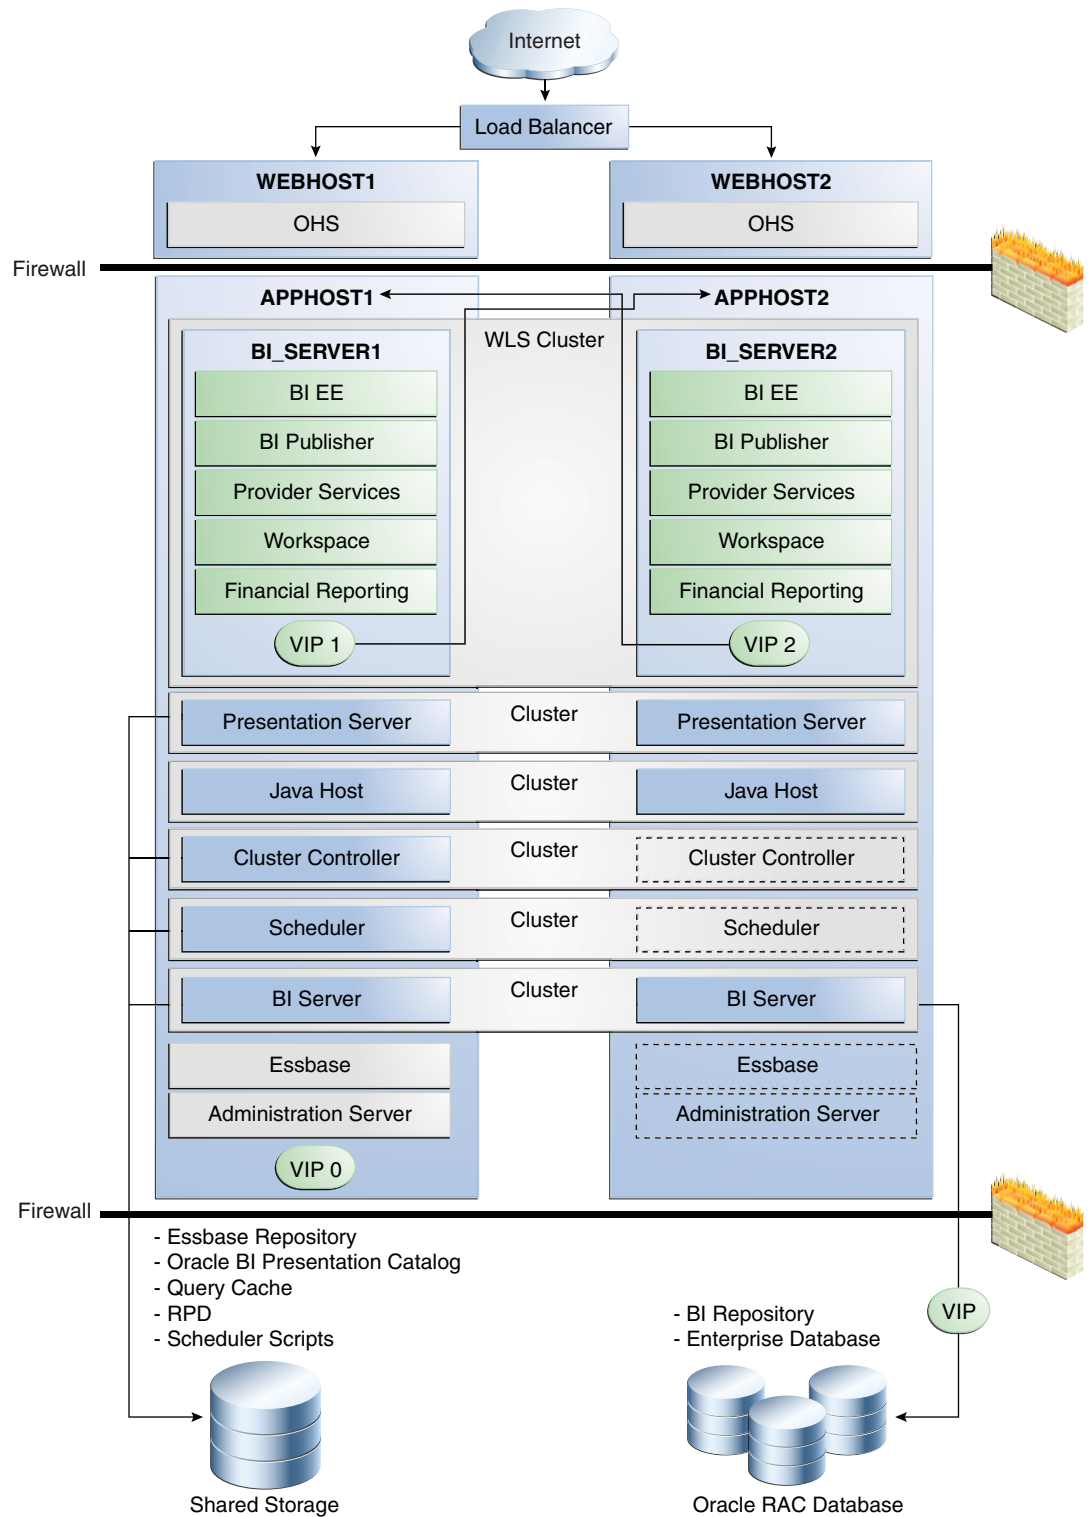 Internet
Load Balancer
WEBHOST1
WEBHOST2
OHS
OHS
Firewall
APPHOST1
APPHOST2
WLS Cluster
BI_SERVER1
BI_SERVER2
BI EE
BI EE
BI Publisher
BI Publisher
Provider Services
Provider Services
Workspace
Workspace
Financial Reporting
Financial Reporting
VIP 1
VIP 2
Presentation Server
Cluster
Presentation Server
Java Host
Cluster
Java Host
Cluster Controller
Cluster
Cluster Controller
Scheduler
Cluster
Scheduler
BI Server
Cluster
BI Server
Essbase
Essbase
Administration Server
Administration Server
VIP 0
Firewall
- Essbase Repository
- Oracle BI Presentation Catalog
- Query Cache
- RPD
- Scheduler Scripts
- BI Repository
- Enterprise Database
VIP
Shared Storage
Oracle RAC Database